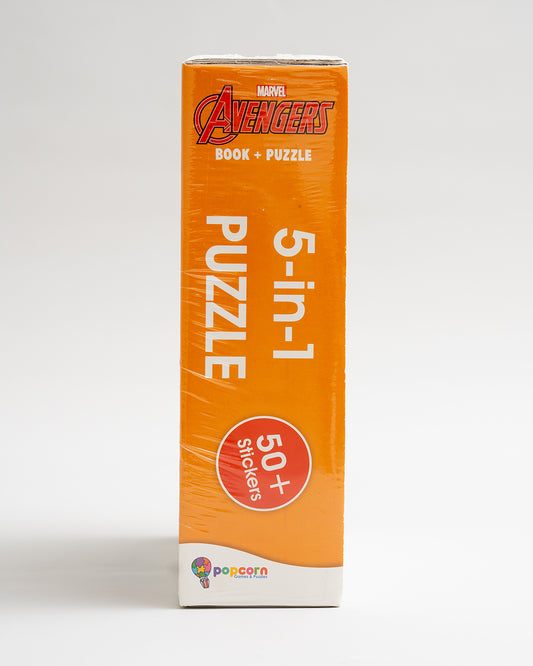 MARVEL
AVENGERS
BOOK + PUZZLE
5-in-1
PUZZLE
50+
Stickers
popcorn
Games & Puzzles